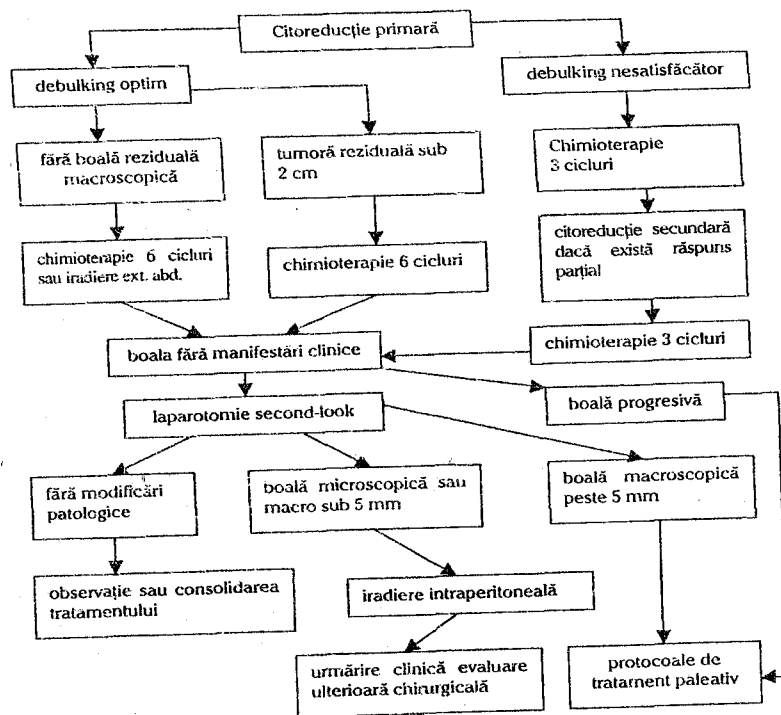 Citoreducție primară
debulking optim
debulking nesatisfăcător
fără boală reziduală
macroscopică
tumoră reziduală sub
2 cm
Chimioterapie
3 cicluri
chimioterapie 6 cicluri
sau iradiere ext. abd.
chimioterapie 6 cicluri
citoreducție secundară
dacă există răspuns
parțial
boala fără manifestări clinice
chimioterapie 3 cicluri
laparotomie second-look
boală progresivă
fără modificări
patologice
boală microscopică sau
macro sub 5 mm
boală macroscopică
peste 5 mm
observație sau consolidarea
tratamentului
iradiere intraperitoneală
urmărire clinică evaluare
ulterioară chirurgicală
protocoale de
tratament paleativ